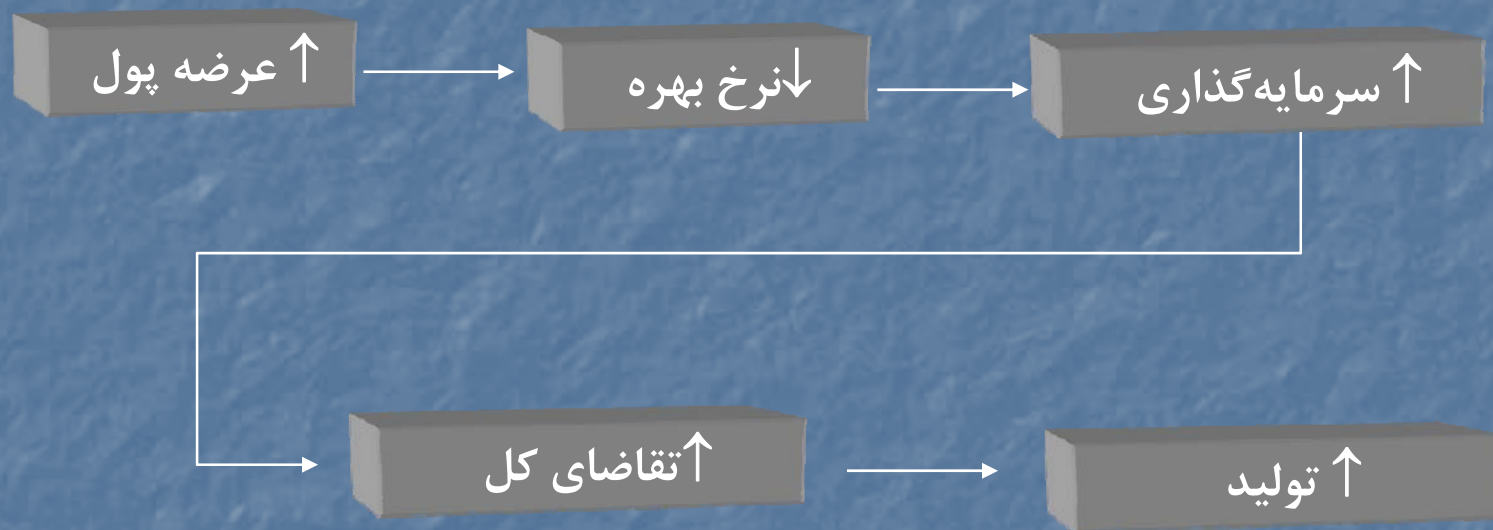 ↑ عرضه پول
↓نرخ بهره
↑ سرمایه‌گذاری
↑تقاضای کل
↑ تولید